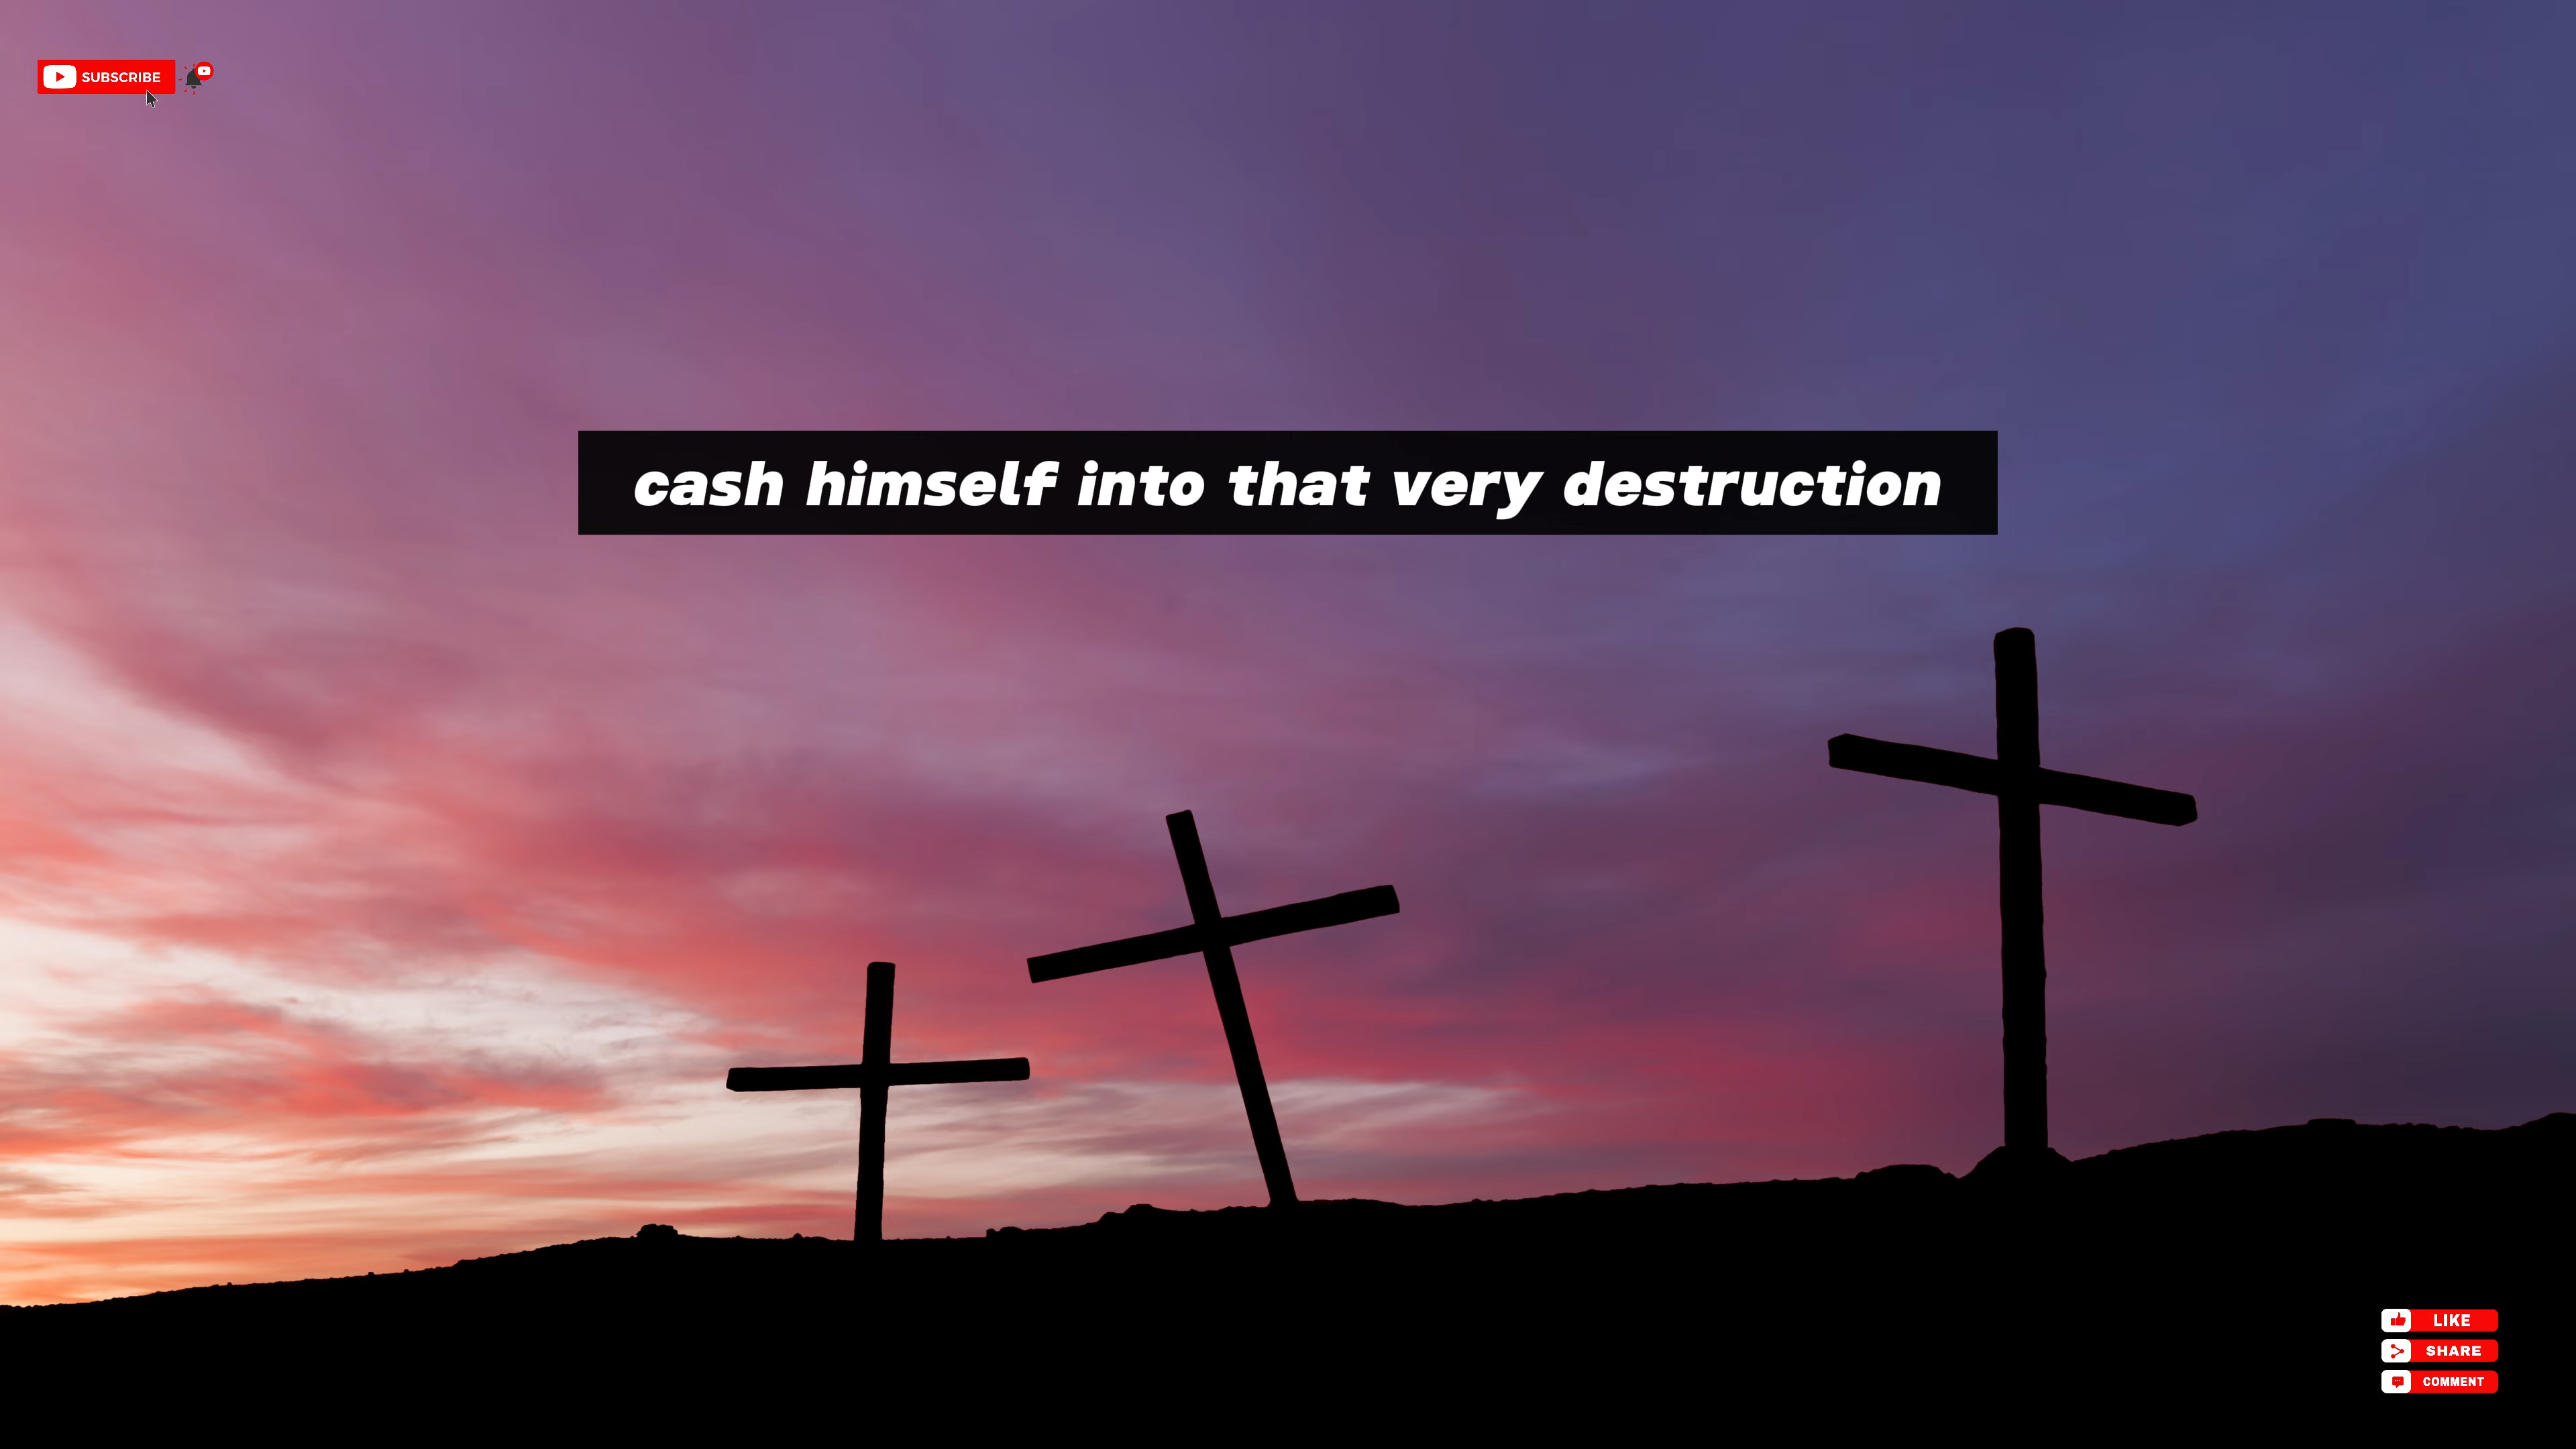 SUBSCRIBE
cash himself into that very destruction
LIKE
SHARE
COMMENT